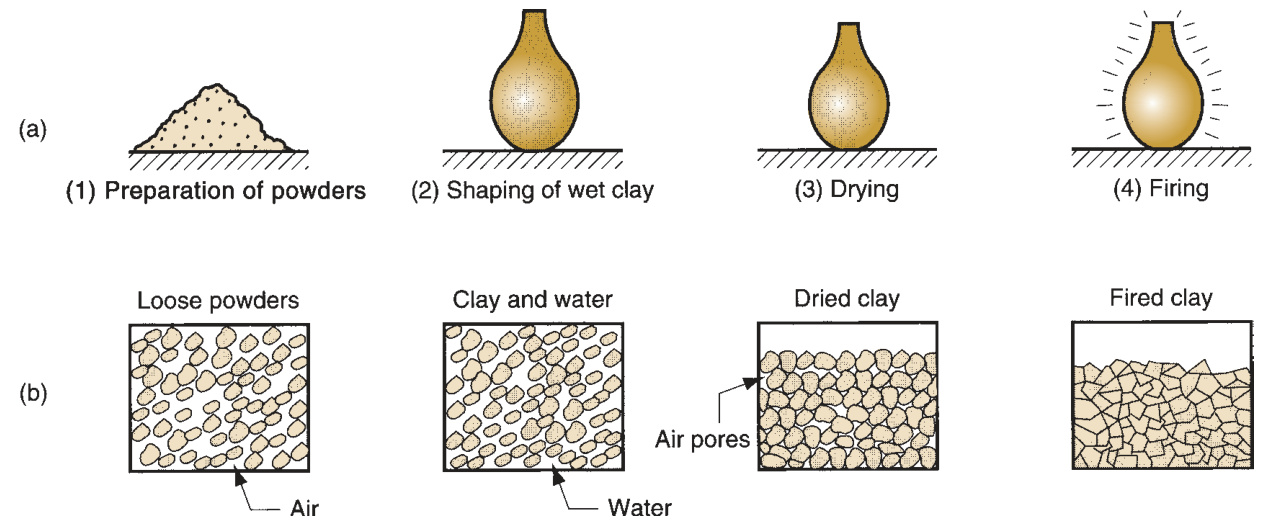 (a)
(1) Preparation of powders
(2) Shaping of wet clay
(3) Drying
(4) Firing
(b)
Loose powders
Clay and water
Dried clay
Fired clay
Air pores
Air
Water